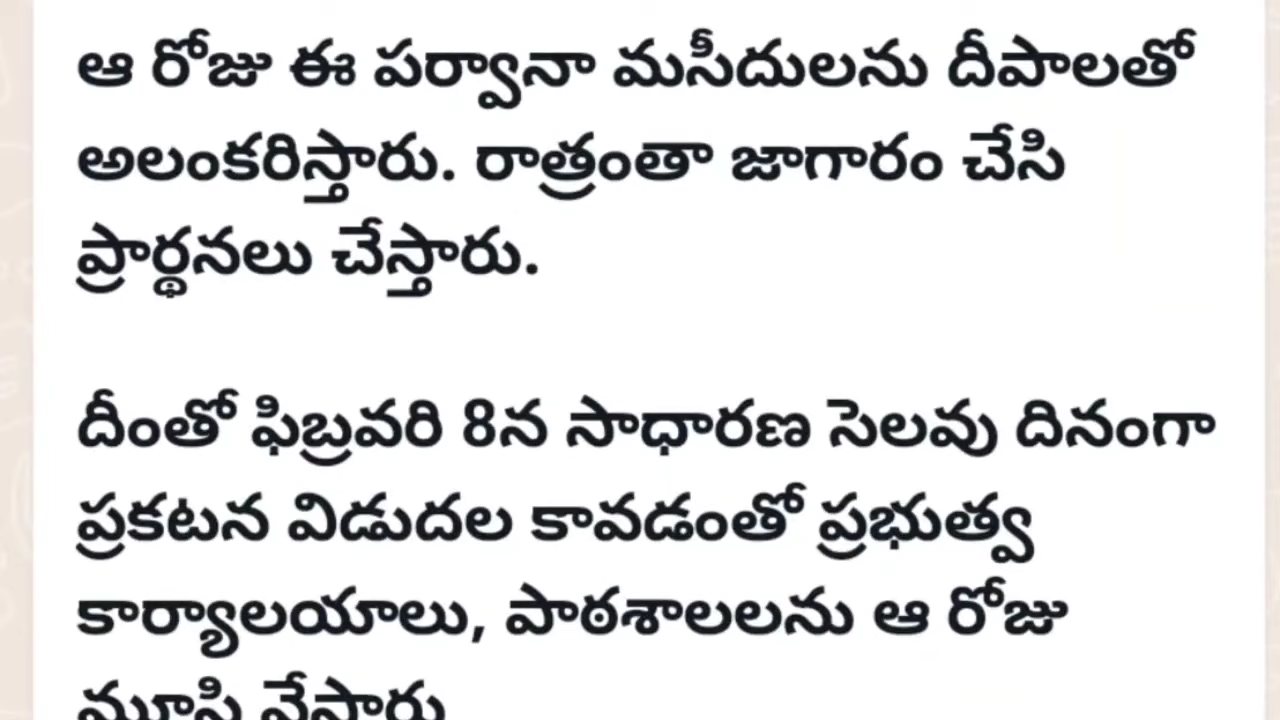 ఆ రోజు ఈ పర్వానా మసీదులను దీపాలతో
అలంకరిస్తారు. రాత్రంతా జాగారం చేసి
ప్రార్థనలు చేస్తారు.
దీంతో ఫిబ్రవరి 8న సాధారణ సెలవు దినంగా
ప్రకటన విడుదల కావడంతో ప్రభుత్వ
కార్యాలయాలు, పాఠశాలలను ఆ రోజు
మూసి వేస్తారు